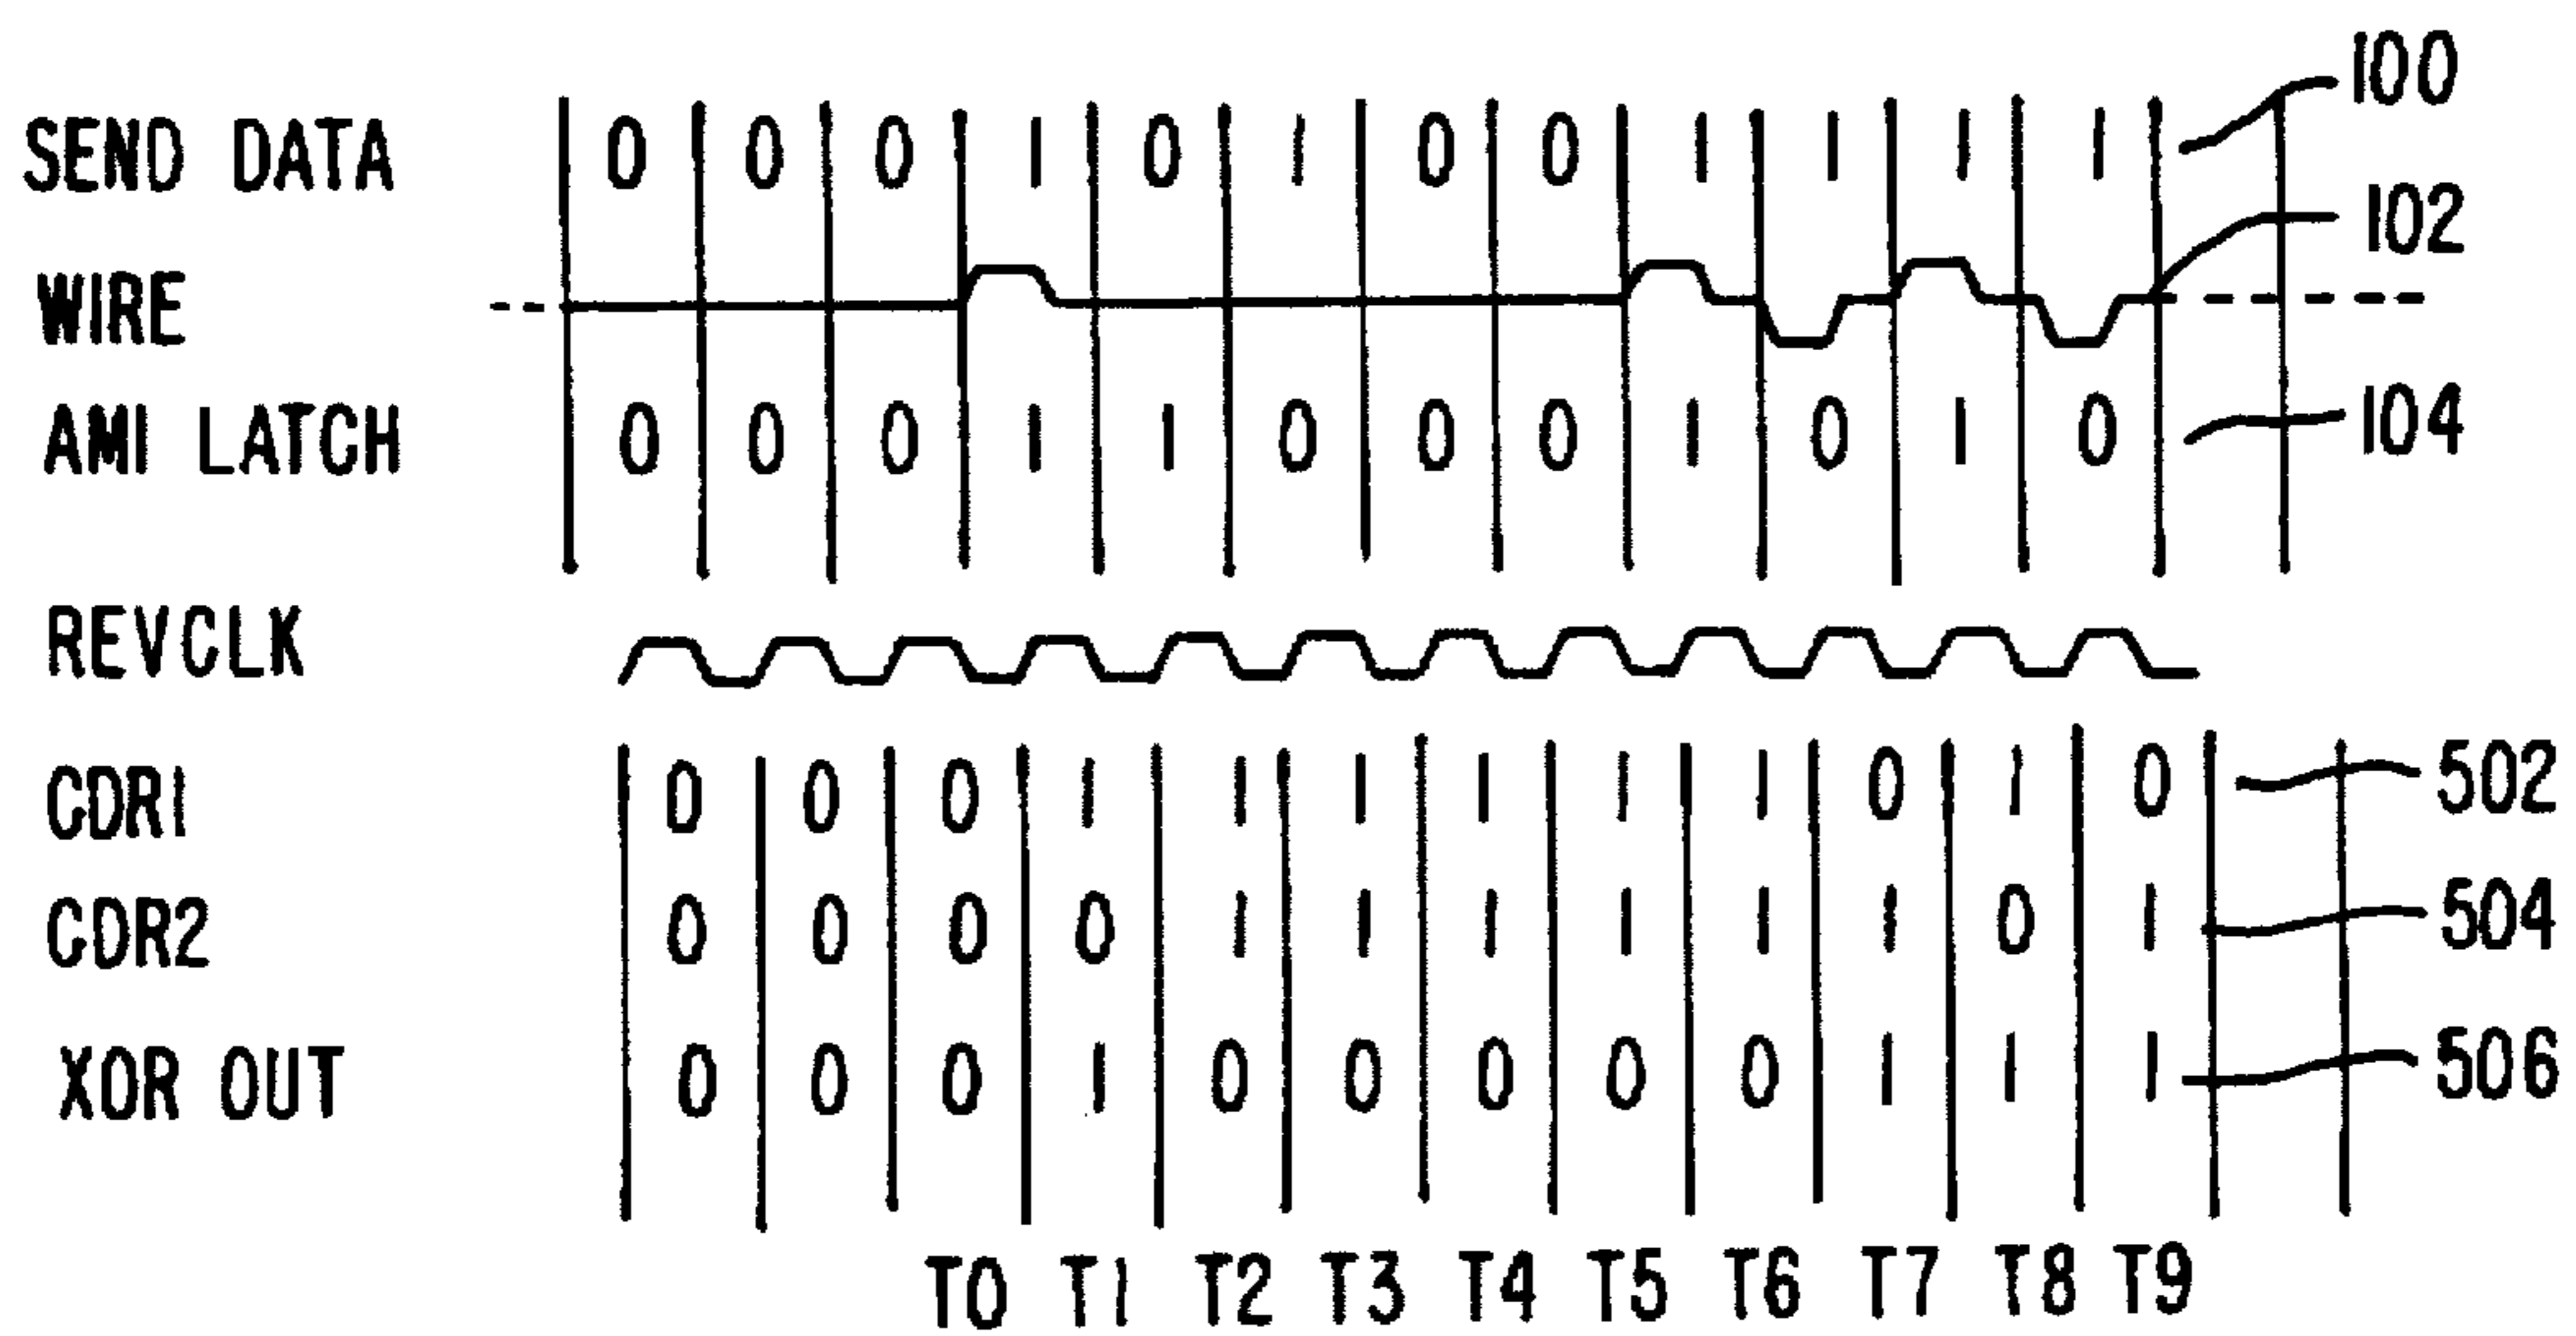 SEND DATA 0 0 0 1 0 1 0 0 1 1 1 1 100
WIRE 102
AMI LATCH 0 0 0 1 1 0 0 0 1 0 1 0 104
REVCLK
CDR1 0 0 0 1 1 1 1 1 1 0 1 0 502
CDR2 0 0 0 0 1 1 1 1 1 1 0 1 504
XOR OUT 0 0 0 1 0 0 0 0 0 1 1 1 506
T0 T1 T2 T3 T4 T5 T6 T7 T8 T9